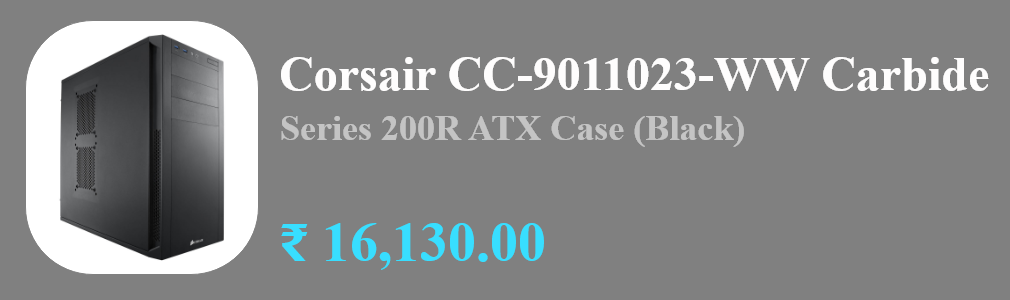 Corsair CC-9011023-WW Carbide
Series 200R ATX Case (Black)
₹ 16,130.00